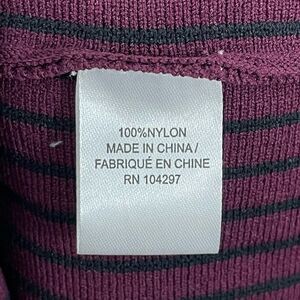 100%NYLON
MADE IN CHINA/
FABRIQUÉ EN CHINE
RN 104297